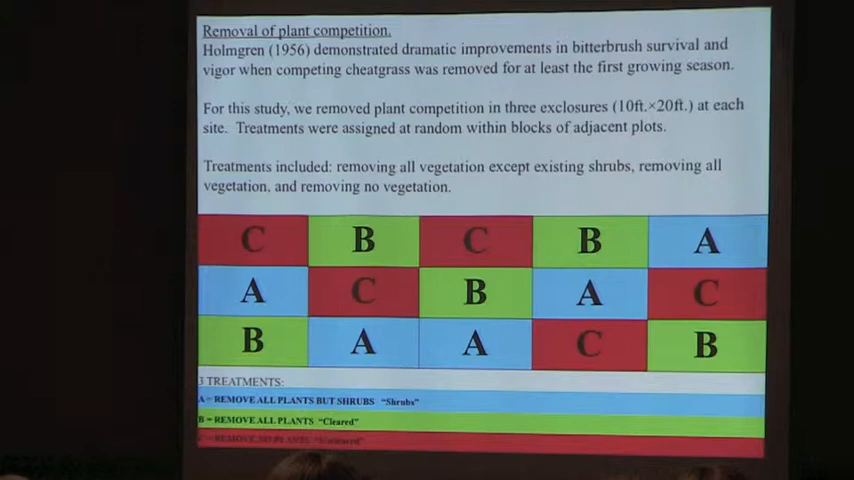 Removal of plant competition.
Holmgren (1956) demonstrated dramatic improvements in bitterbrush survival and
vigor when competing cheatgrass was removed for at least the first growing season.
For this study, we removed plant competition in three exclosures (10ft.×20ft.) at each
site. Treatments were assigned at random within blocks of adjacent plots.
Treatments included: removing all vegetation except existing shrubs, removing all
vegetation, and removing no vegetation.
C B C B A
A C B A C
B A A C B
3 TREATMENTS:
A = REMOVE ALL PLANTS BUT SHRUBS "Shrubs"
B = REMOVE ALL PLANTS "Cleared"
C = REMOVE NO PLANTS